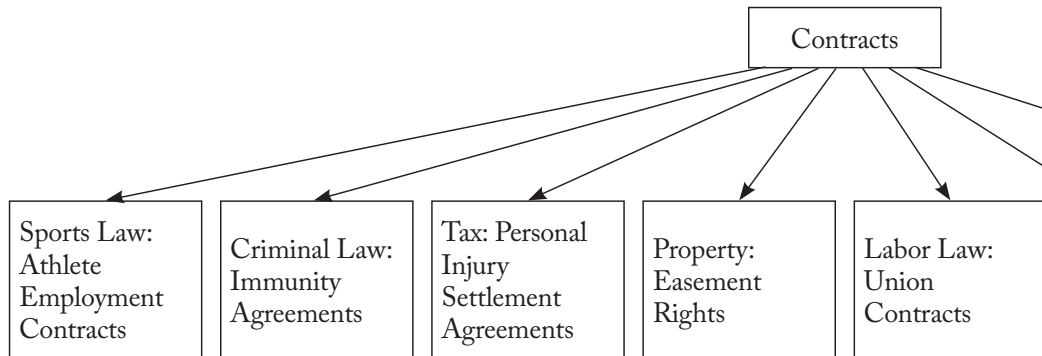 Contracts
Sports Law:
Athlete
Employment
Contracts
Criminal Law:
Immunity
Agreements
Tax: Personal
Injury
Settlement
Agreements
Property:
Easement
Rights
Labor Law:
Union
Contracts